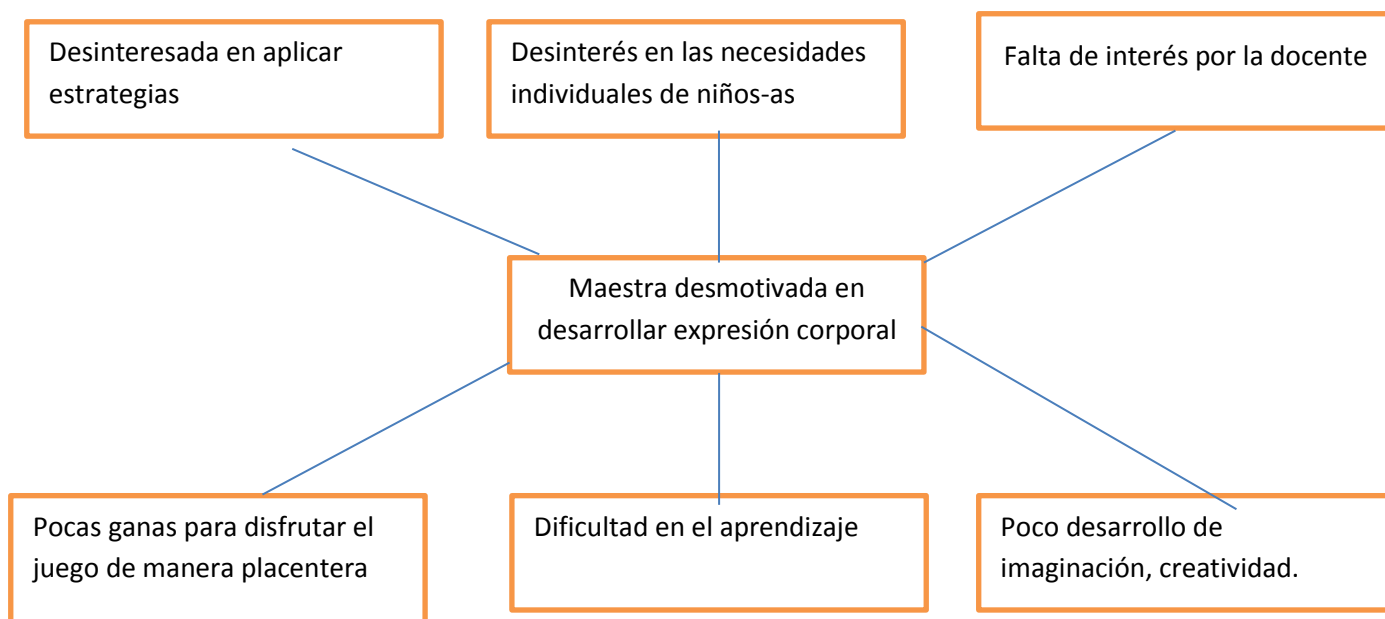 Desinteresada en aplicar
estrategias
Desinterés en las necesidades
individuales de niños-as
Falta de interés por la docente
Maestra desmotivada en
desarrollar expresión corporal
Pocas ganas para disfrutar el
juego de manera placentera
Dificultad en el aprendizaje
Poco desarrollo de
imaginación, creatividad.